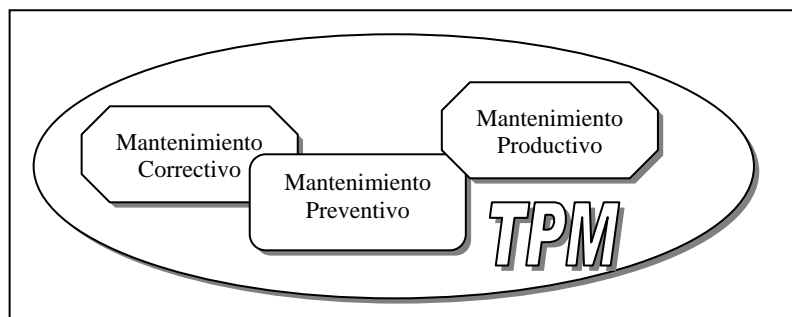 Mantenimiento
Correctivo
Mantenimiento
Preventivo
Mantenimiento
Productivo
TPM